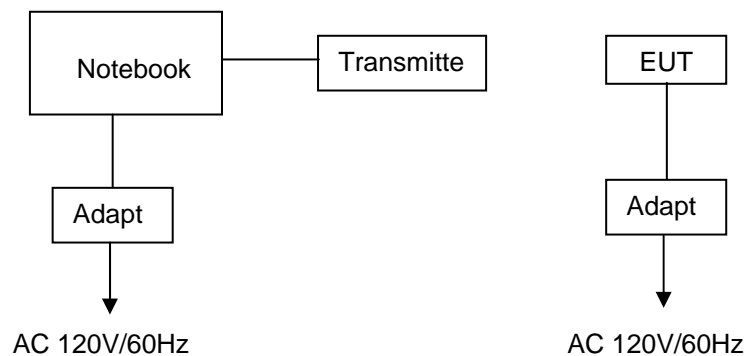 Notebook
Transmitte
EUT
Adapt
Adapt
AC 120V/60Hz
AC 120V/60Hz